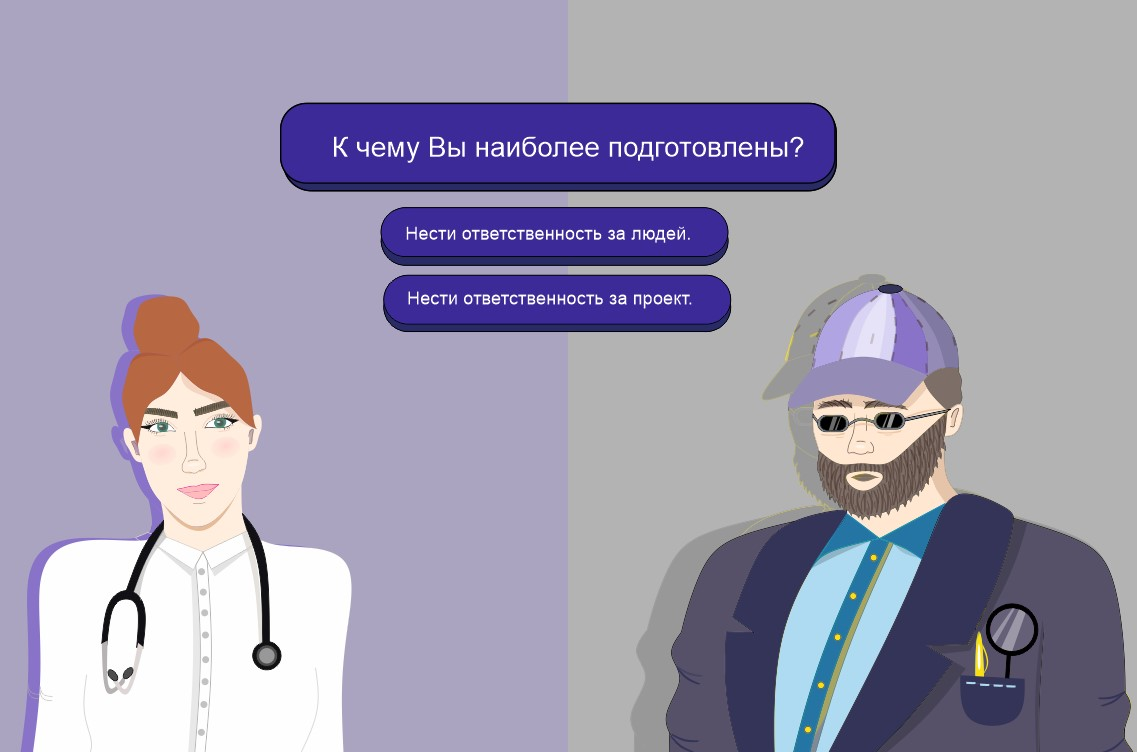 К чему Вы наиболее подготовлены?
Нести ответственность за людей.
Нести ответственность за проект.